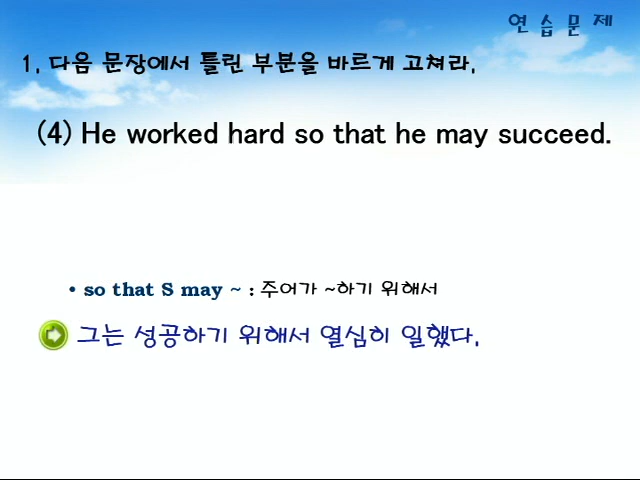 연 습 문 제
1. 다음 문장에서 틀린 부분을 바르게 고쳐라.
(4) He worked hard so that he may succeed.
• so that S may ~ : 주어가 ~하기 위해서
그는 성공하기 위해서 열심히 일했다.